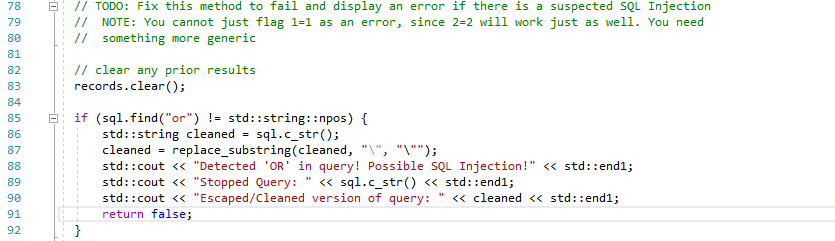 78 // TODO: Fix this method to fail and display an error if there is a suspected SQL Injection
79 //  NOTE: You cannot just flag 1=1 as an error, since 2=2 will work just as well. You need
80 //  something more generic
81
82 // clear any prior results
83 records.clear();
84
85 if (sql.find("or") != std::string::npos) {
86     std::string cleaned = sql.c_str();
87     cleaned = replace_substring(cleaned, "\", "\"");
88     std::cout << "Detected 'OR' in query! Possible SQL Injection!" << std::end1;
89     std::cout << "Stopped Query: " << sql.c_str() << std::end1;
90     std::cout << "Escaped/Cleaned version of query: " << cleaned << std::end1;
91     return false;
92 }